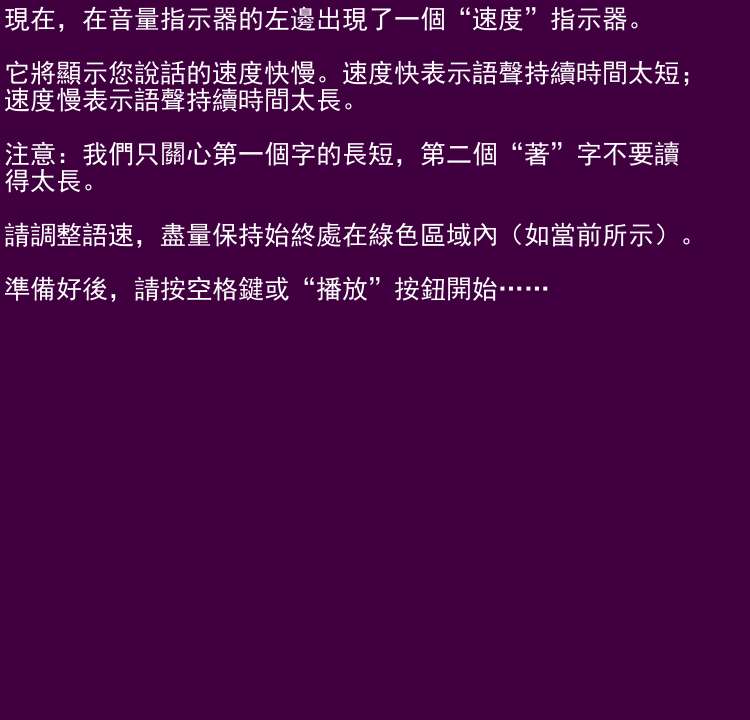 現在，在音量指示器的左邊出現了一個“速度”指示器。
它將顯示您說話的速度快慢。速度快表示語聲持續時間太短；
速度慢表示語聲持續時間太長。
注意：我們只關心第一個字的長短，第二個“著”字不要讀
得太長。
請調整語速，盡量保持始終處在綠色區域內（如當前所示）。
準備好後，請按空格鍵或“播放”按鈕開始……